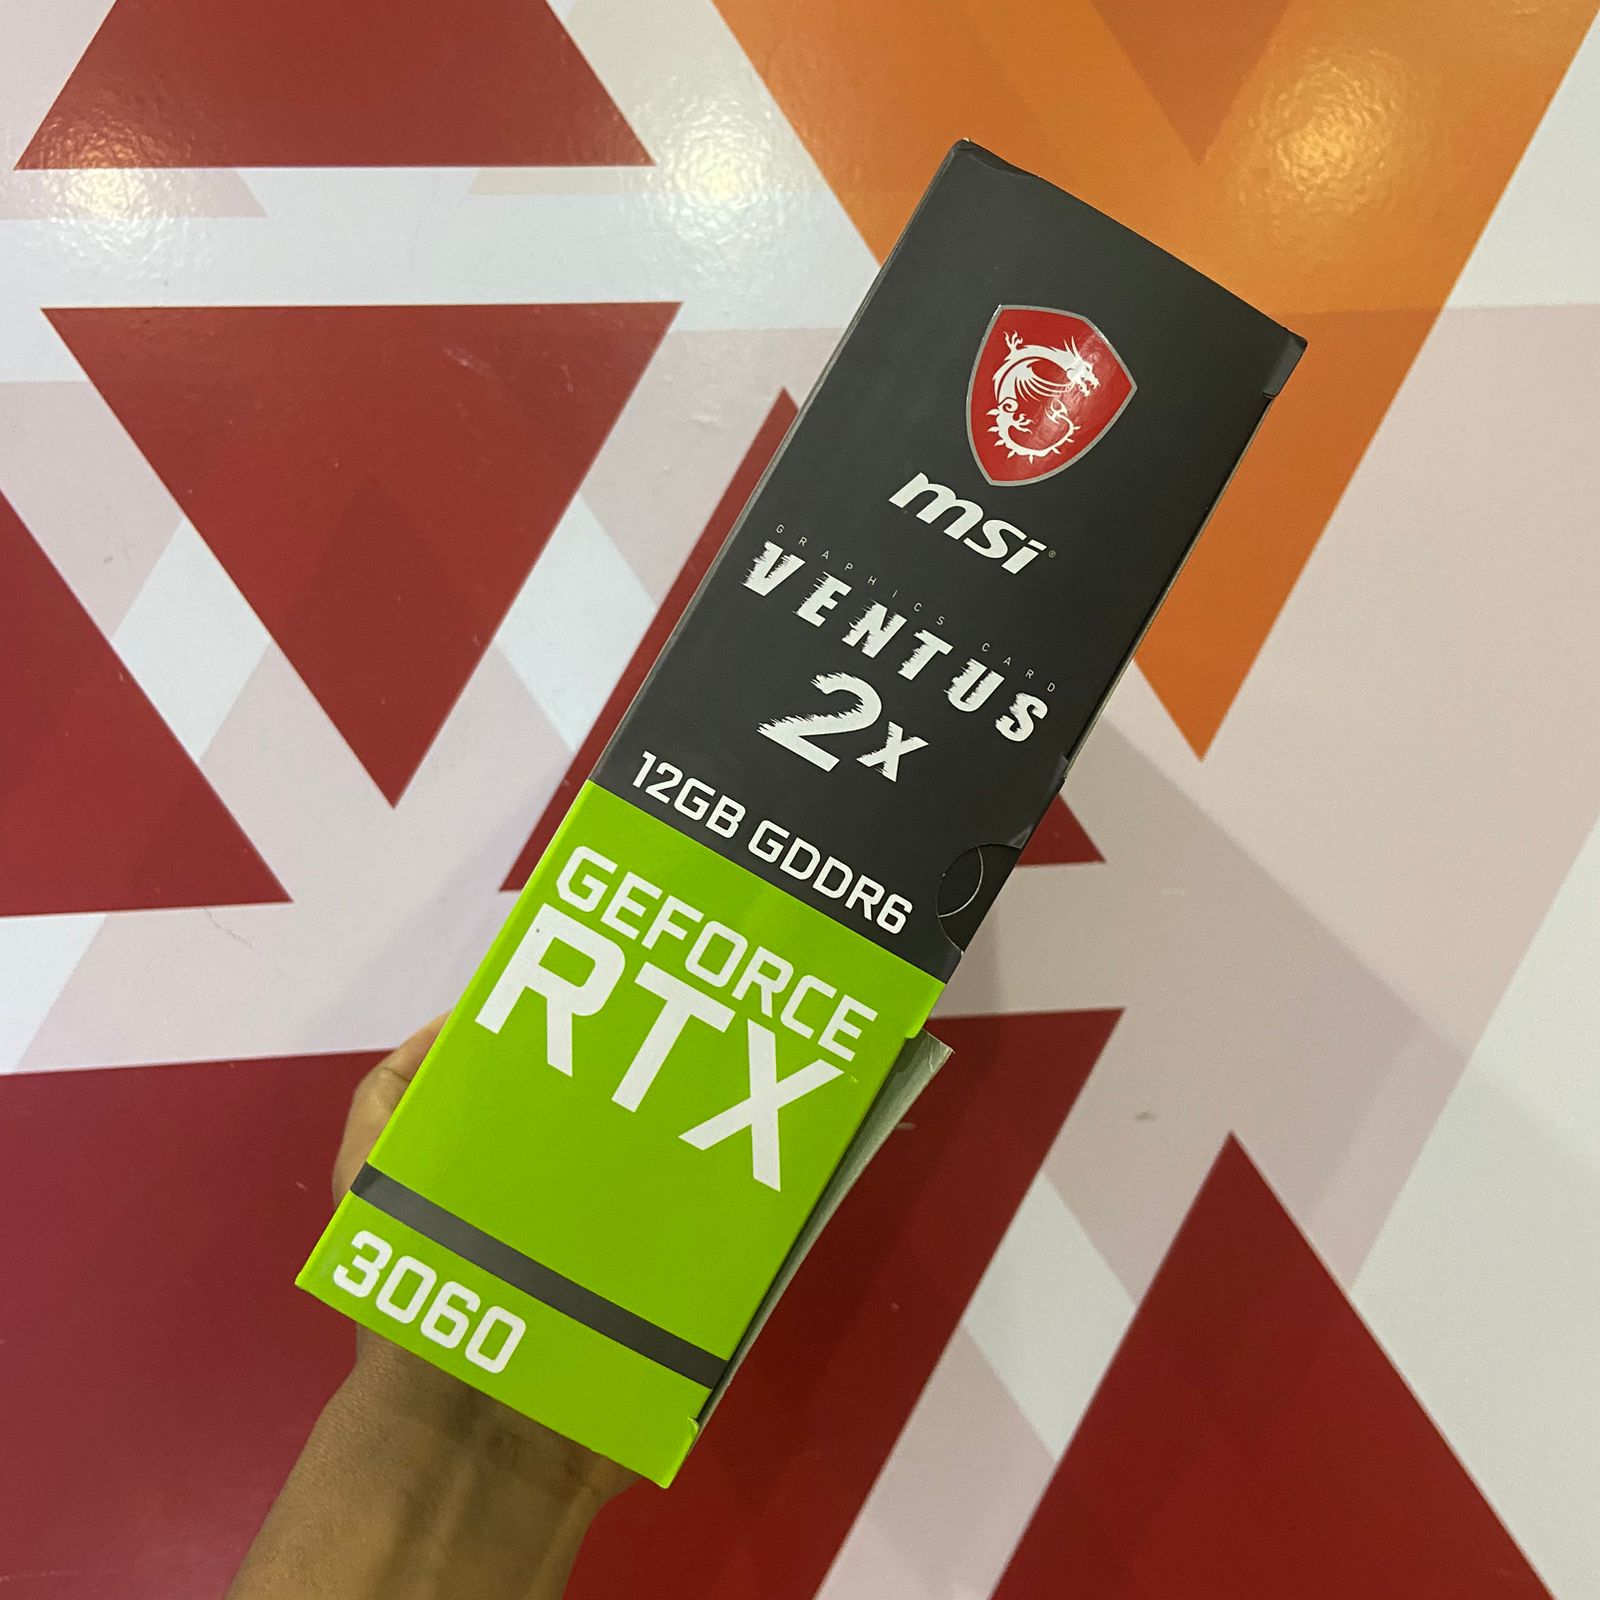 msi®
GRAPHICS CARD
VENTUS
2X
12GB GDDR6
GEFORCE
RTX
3060